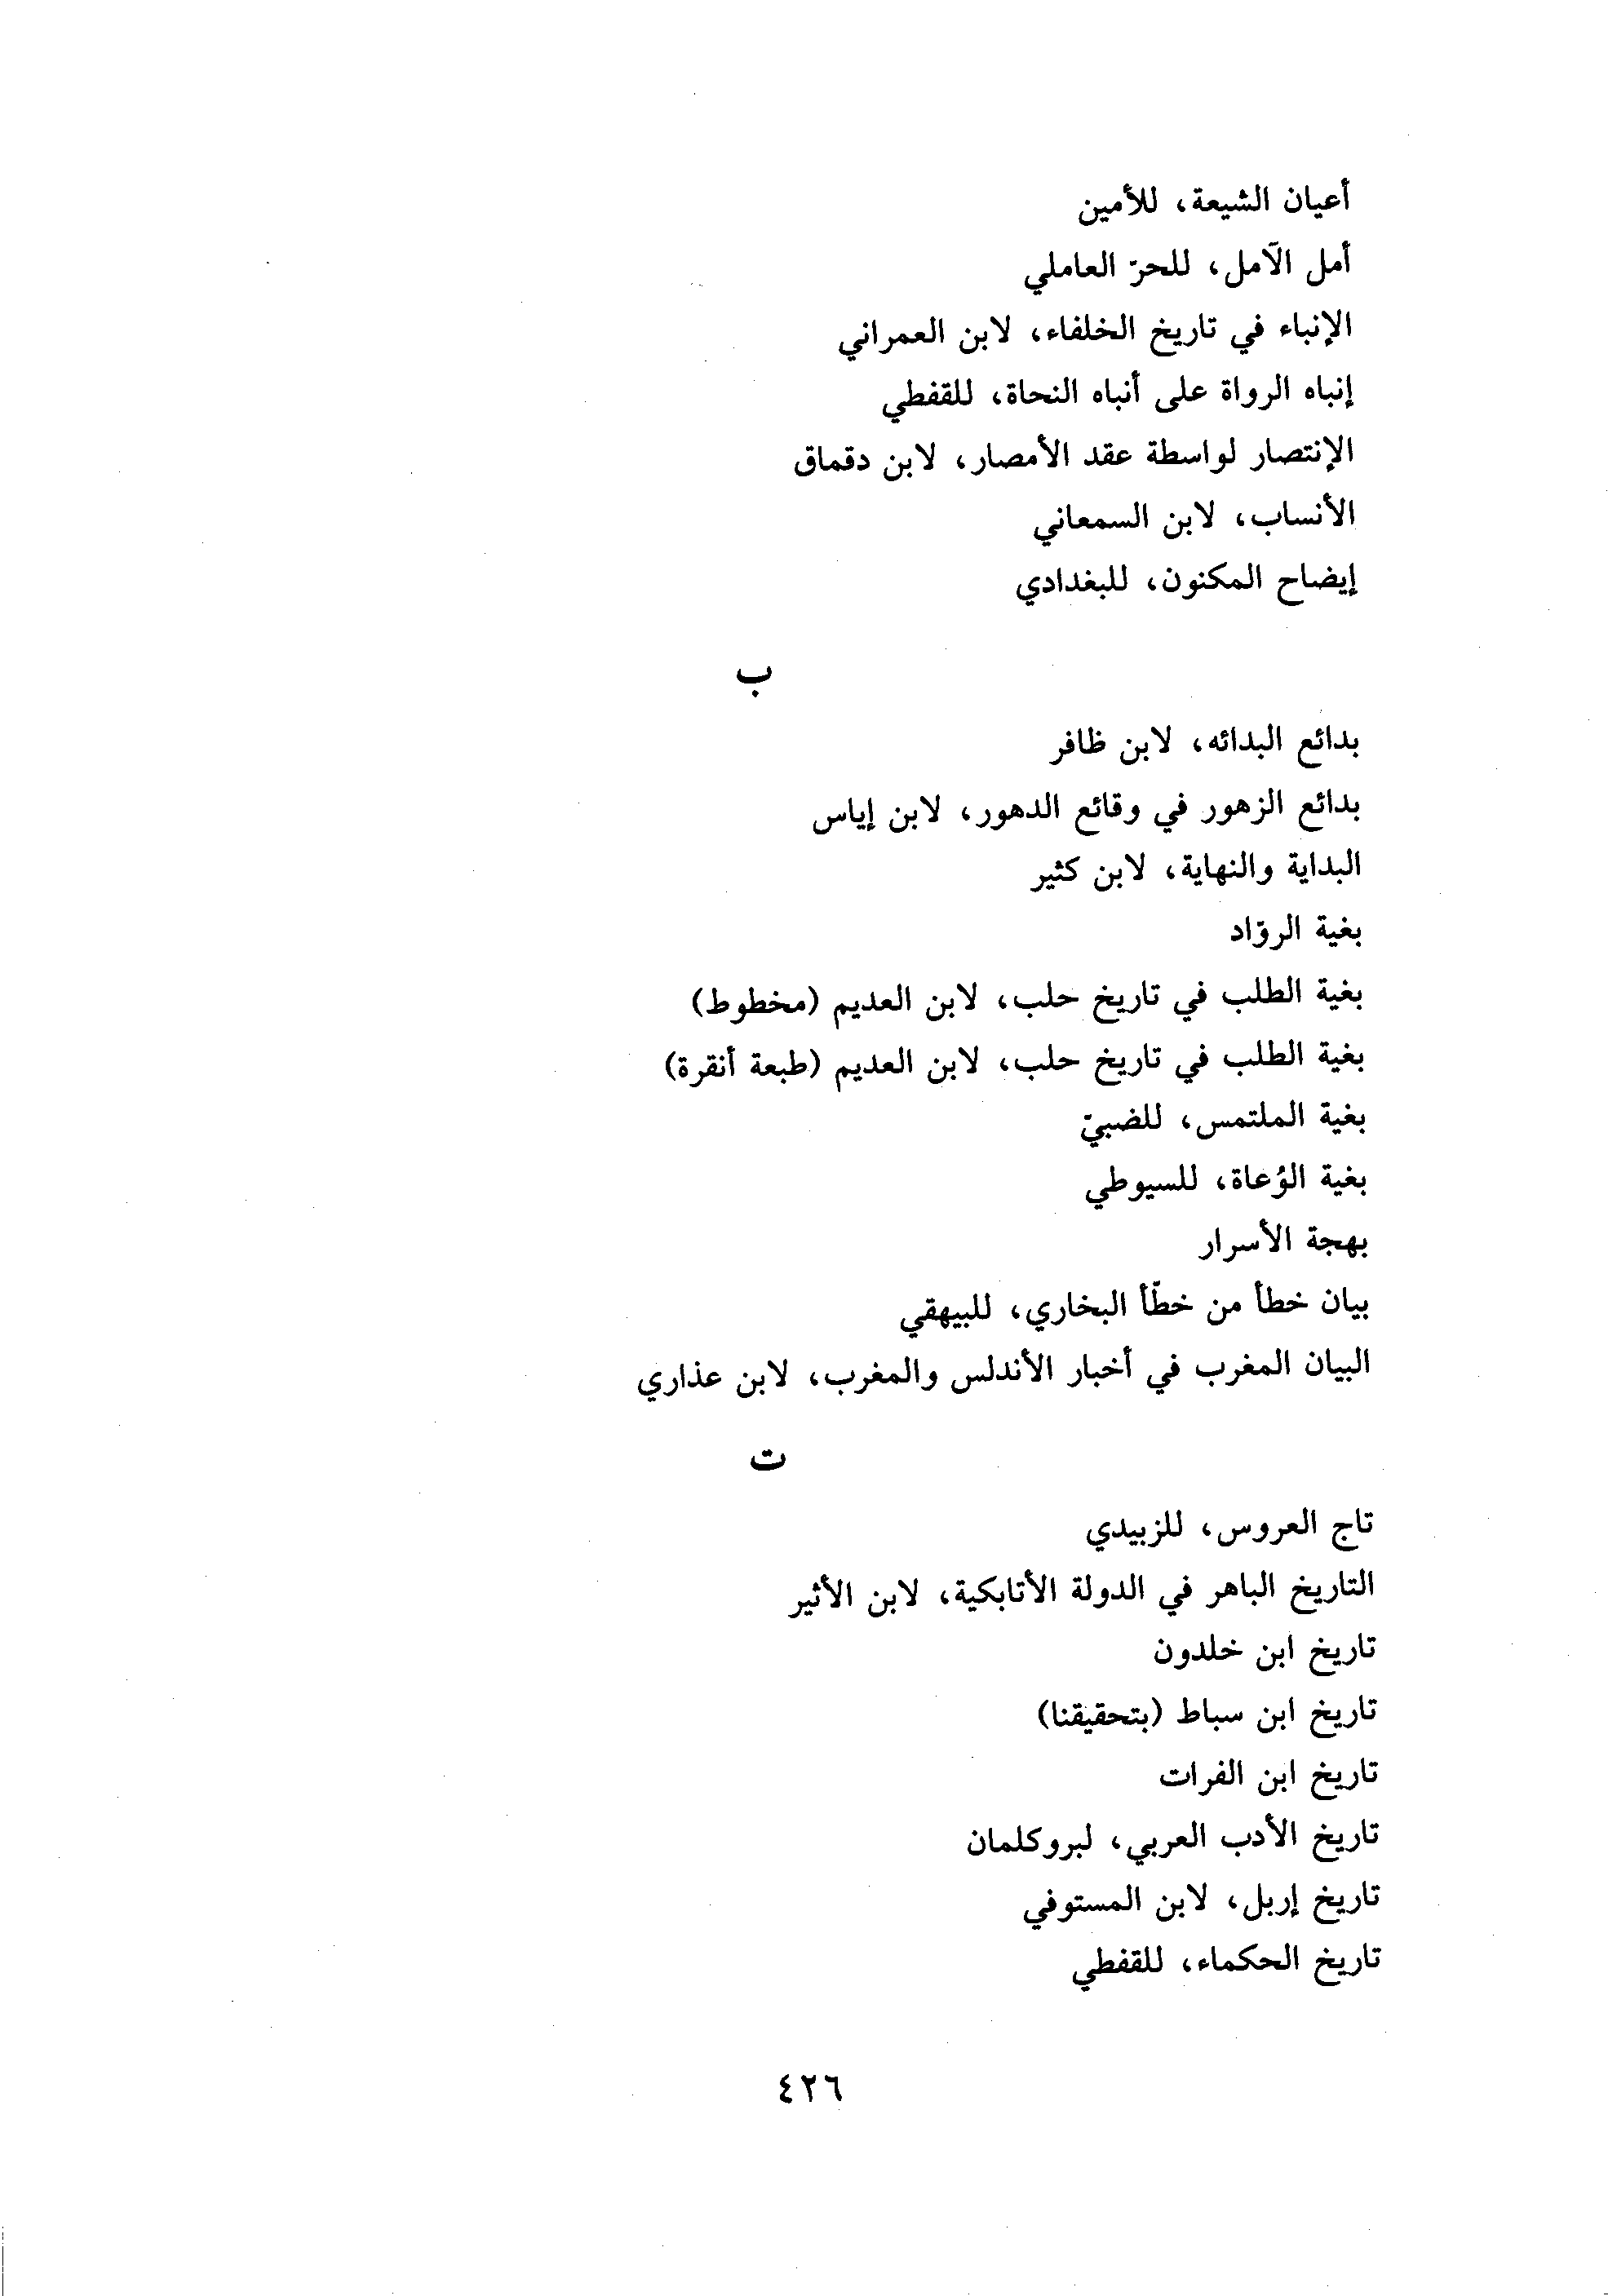 أعيان الشيعة، للأمين
أمل الآمل، للحرّ العاملي
الإنباء في تاريخ الخلفاء، لابن العمراني
إنباه الرواة على أنباه النحاة، للقفطي
الإنتصار لواسطة عقد الأمصار، لابن دقماق
الأنساب، لابن السمعاني
إيضاح المكنون، للبغدادي
ب
بدائع البدائه، لابن ظافر
بدائع الزهور في وقائع الدهور، لابن إياس
البداية والنهاية، لابن كثير
بغية الروّاد
بغية الطلب في تاريخ حلب، لابن العديم (مخطوط)
بغية الطلب في تاريخ حلب، لابن العديم (طبعة أنقرة)
بغية الملتمس، للضبيّ
بغية الوُعاة، للسيوطي
بهجة الأسرار
بيان خطأ من خطّأ البخاري، للبيهقي
البيان المغرب في أخبار الأندلس والمغرب، لابن عذاري
ت
تاج العروس، للزبيدي
التاريخ الباهر في الدولة الأتابكية، لابن الأثير
تاريخ ابن خلدون
تاريخ ابن سباط (بتحقيقنا)
تاريخ ابن الفرات
تاريخ الأدب العربي، لبروكلمان
تاريخ إربل، لابن المستوفي
تاريخ الحكماء، للقفطي
٤٢٦